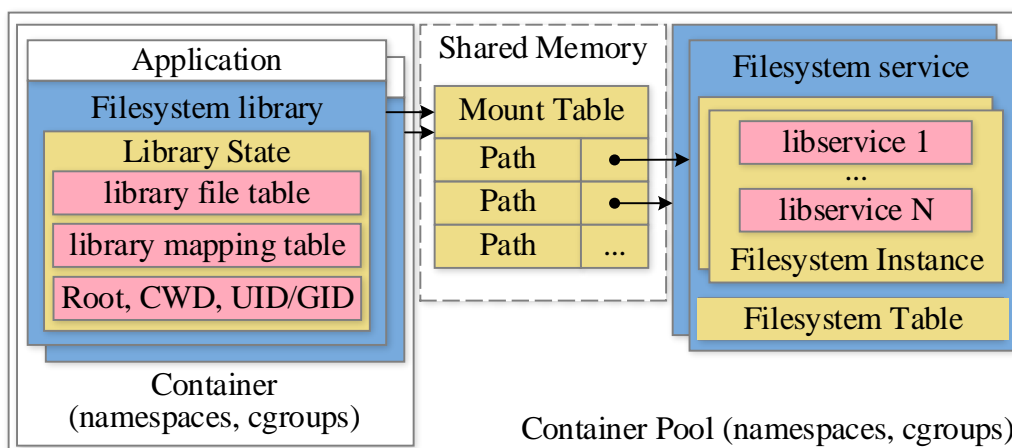 Application
Filesystem library
Library State
library file table
library mapping table
Root, CWD, UID/GID
Container
(namespaces, cgroups)
Shared Memory
Mount Table
Path
Path
Path ...
Filesystem service
libservice 1
...
libservice N
Filesystem Instance
Filesystem Table
Container Pool (namespaces, cgroups)